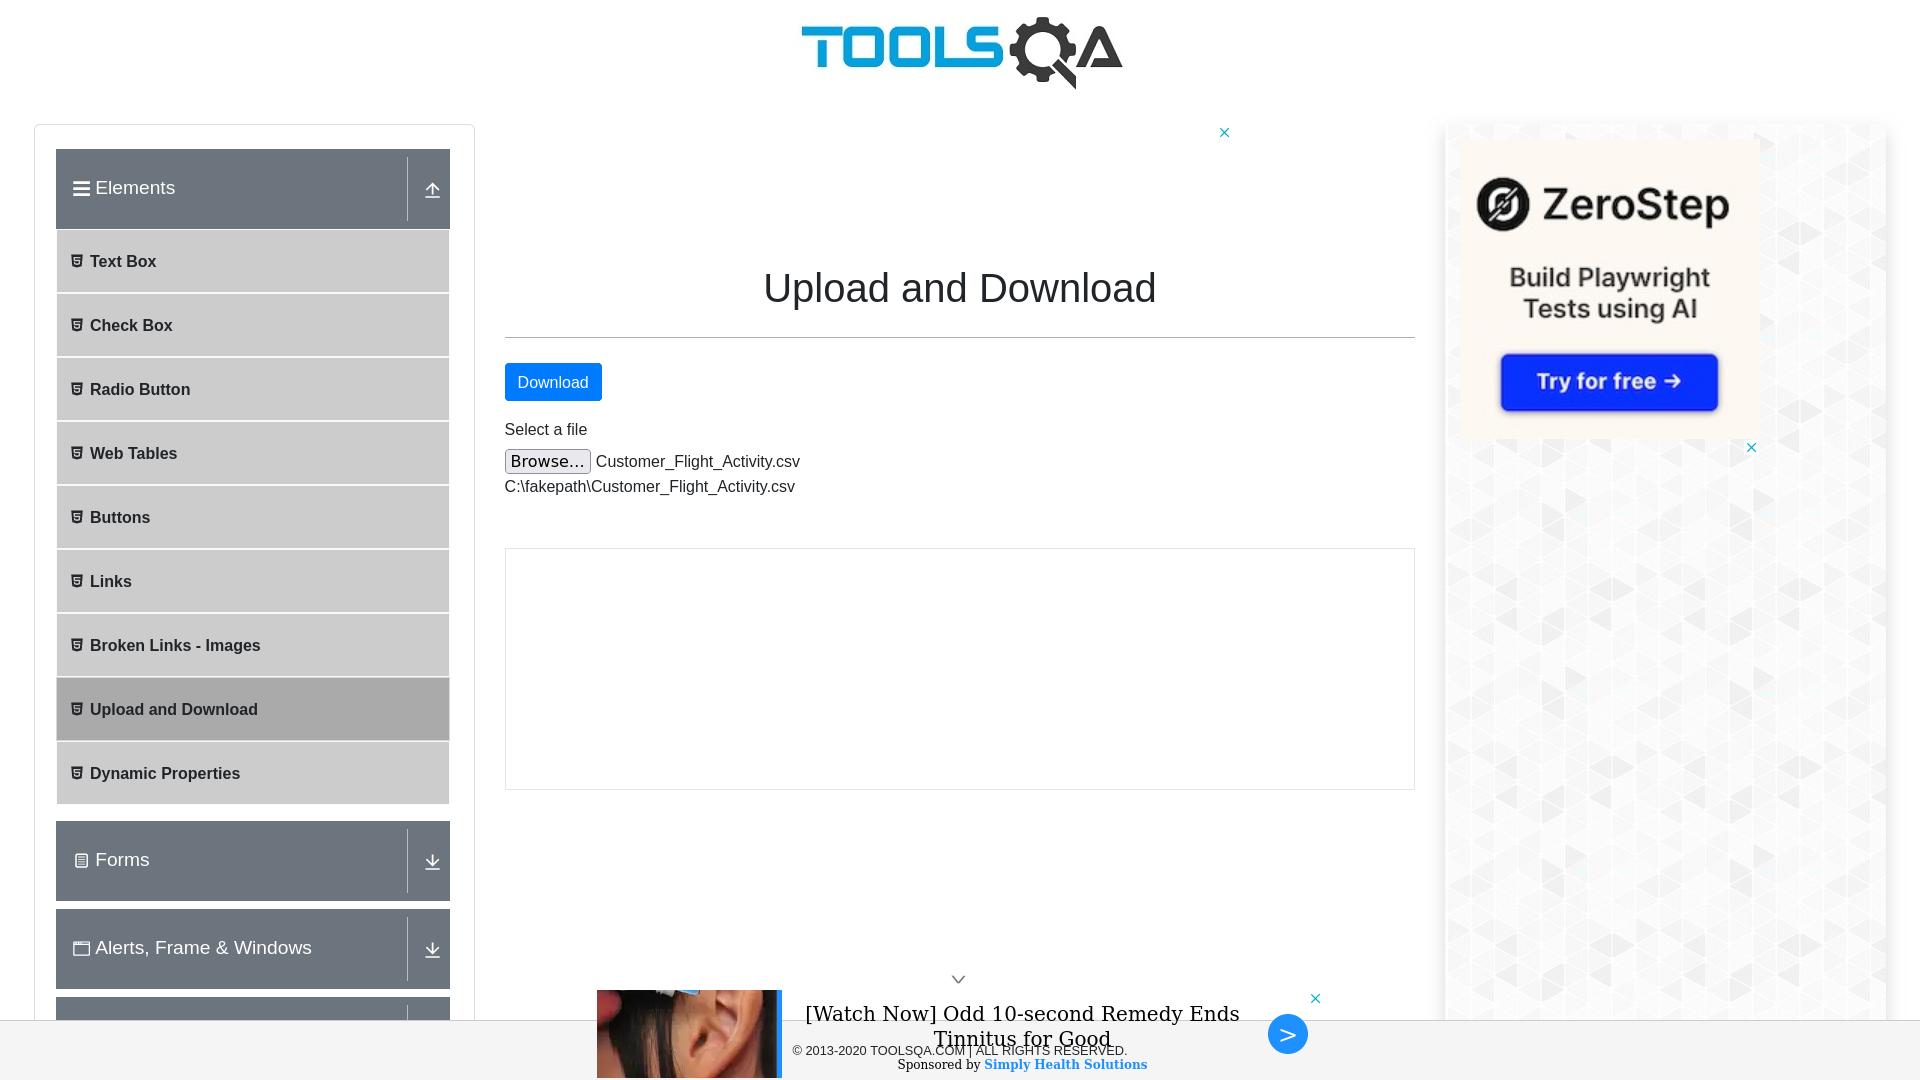 TOOLSQA
Elements
Text Box
Check Box
Radio Button
Web Tables
Buttons
Links
Broken Links - Images
Upload and Download
Dynamic Properties
Forms
Alerts, Frame & Windows
Upload and Download
Download
Select a file
Browse... Customer_Flight_Activity.csv
C:\fakepath\Customer_Flight_Activity.csv
ZeroStep
Build Playwright
Tests using AI
Try for free →
[Watch Now] Odd 10-second Remedy Ends
Tinnitus for Good
© 2013-2020 TOOLSQA.COM | ALL RIGHTS RESERVED.
Sponsored by Simply Health Solutions